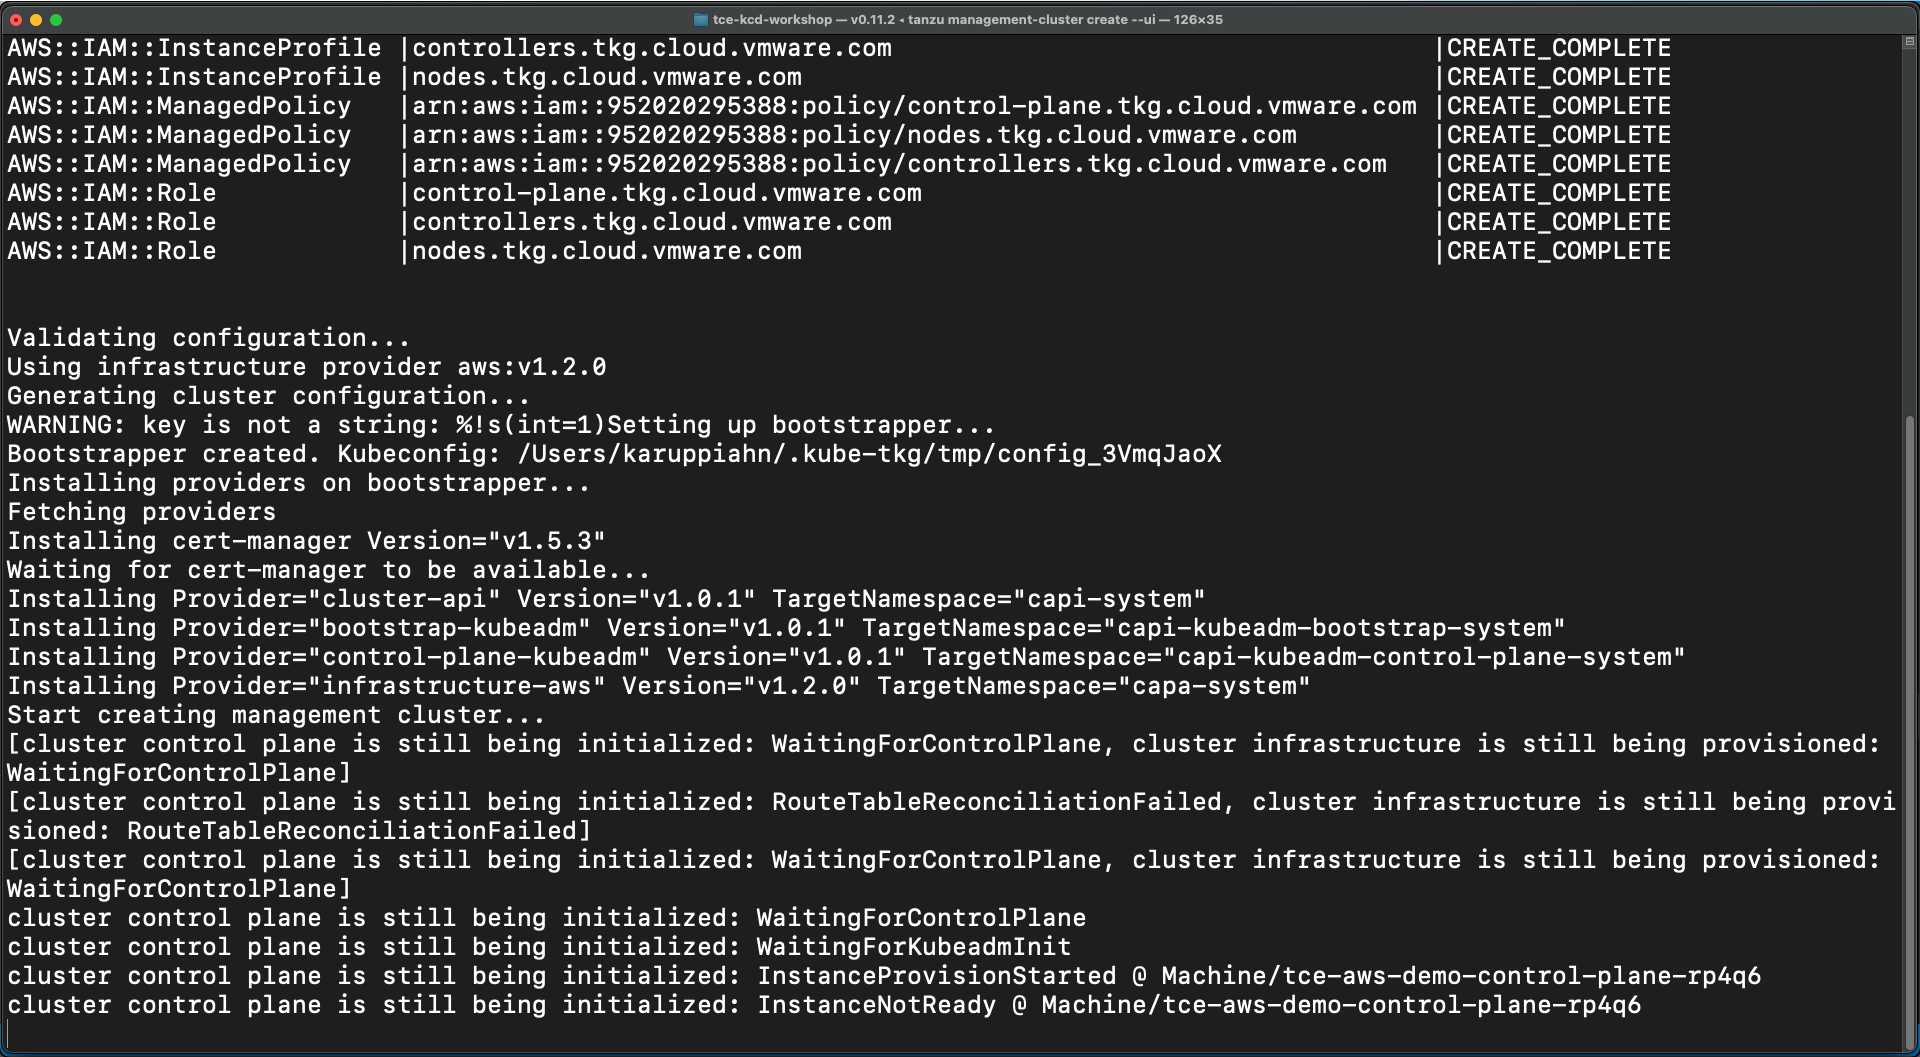 tce-kcd-workshop — v0.11.2 ◂ tanzu management-cluster create --ui — 126×35
AWS::IAM::InstanceProfile |controllers.tkg.cloud.vmware.com |CREATE_COMPLETE
AWS::IAM::InstanceProfile |nodes.tkg.cloud.vmware.com |CREATE_COMPLETE
AWS::IAM::ManagedPolicy |arn:aws:iam::952020295388:policy/control-plane.tkg.cloud.vmware.com |CREATE_COMPLETE
AWS::IAM::ManagedPolicy |arn:aws:iam::952020295388:policy/nodes.tkg.cloud.vmware.com |CREATE_COMPLETE
AWS::IAM::ManagedPolicy |arn:aws:iam::952020295388:policy/controllers.tkg.cloud.vmware.com |CREATE_COMPLETE
AWS::IAM::Role |control-plane.tkg.cloud.vmware.com |CREATE_COMPLETE
AWS::IAM::Role |controllers.tkg.cloud.vmware.com |CREATE_COMPLETE
AWS::IAM::Role |nodes.tkg.cloud.vmware.com |CREATE_COMPLETE
Validating configuration...
Using infrastructure provider aws:v1.2.0
Generating cluster configuration...
WARNING: key is not a string: %!s(int=1)Setting up bootstrapper...
Bootstrapper created. Kubeconfig: /Users/karuppiahn/.kube-tkg/tmp/config_3VmqJaoX
Installing providers on bootstrapper...
Fetching providers
Installing cert-manager Version="v1.5.3"
Waiting for cert-manager to be available...
Installing Provider="cluster-api" Version="v1.0.1" TargetNamespace="capi-system"
Installing Provider="bootstrap-kubeadm" Version="v1.0.1" TargetNamespace="capi-kubeadm-bootstrap-system"
Installing Provider="control-plane-kubeadm" Version="v1.0.1" TargetNamespace="capi-kubeadm-control-plane-system"
Installing Provider="infrastructure-aws" Version="v1.2.0" TargetNamespace="capa-system"
Start creating management cluster...
[cluster control plane is still being initialized: WaitingForControlPlane, cluster infrastructure is still being provisioned:
WaitingForControlPlane]
[cluster control plane is still being initialized: RouteTableReconciliationFailed, cluster infrastructure is still being provi
sioned: RouteTableReconciliationFailed]
[cluster control plane is still being initialized: WaitingForControlPlane, cluster infrastructure is still being provisioned:
WaitingForControlPlane]
cluster control plane is still being initialized: WaitingForControlPlane
cluster control plane is still being initialized: WaitingForKubeadmInit
cluster control plane is still being initialized: InstanceProvisionStarted @ Machine/tce-aws-demo-control-plane-rp4q6
cluster control plane is still being initialized: InstanceNotReady @ Machine/tce-aws-demo-control-plane-rp4q6